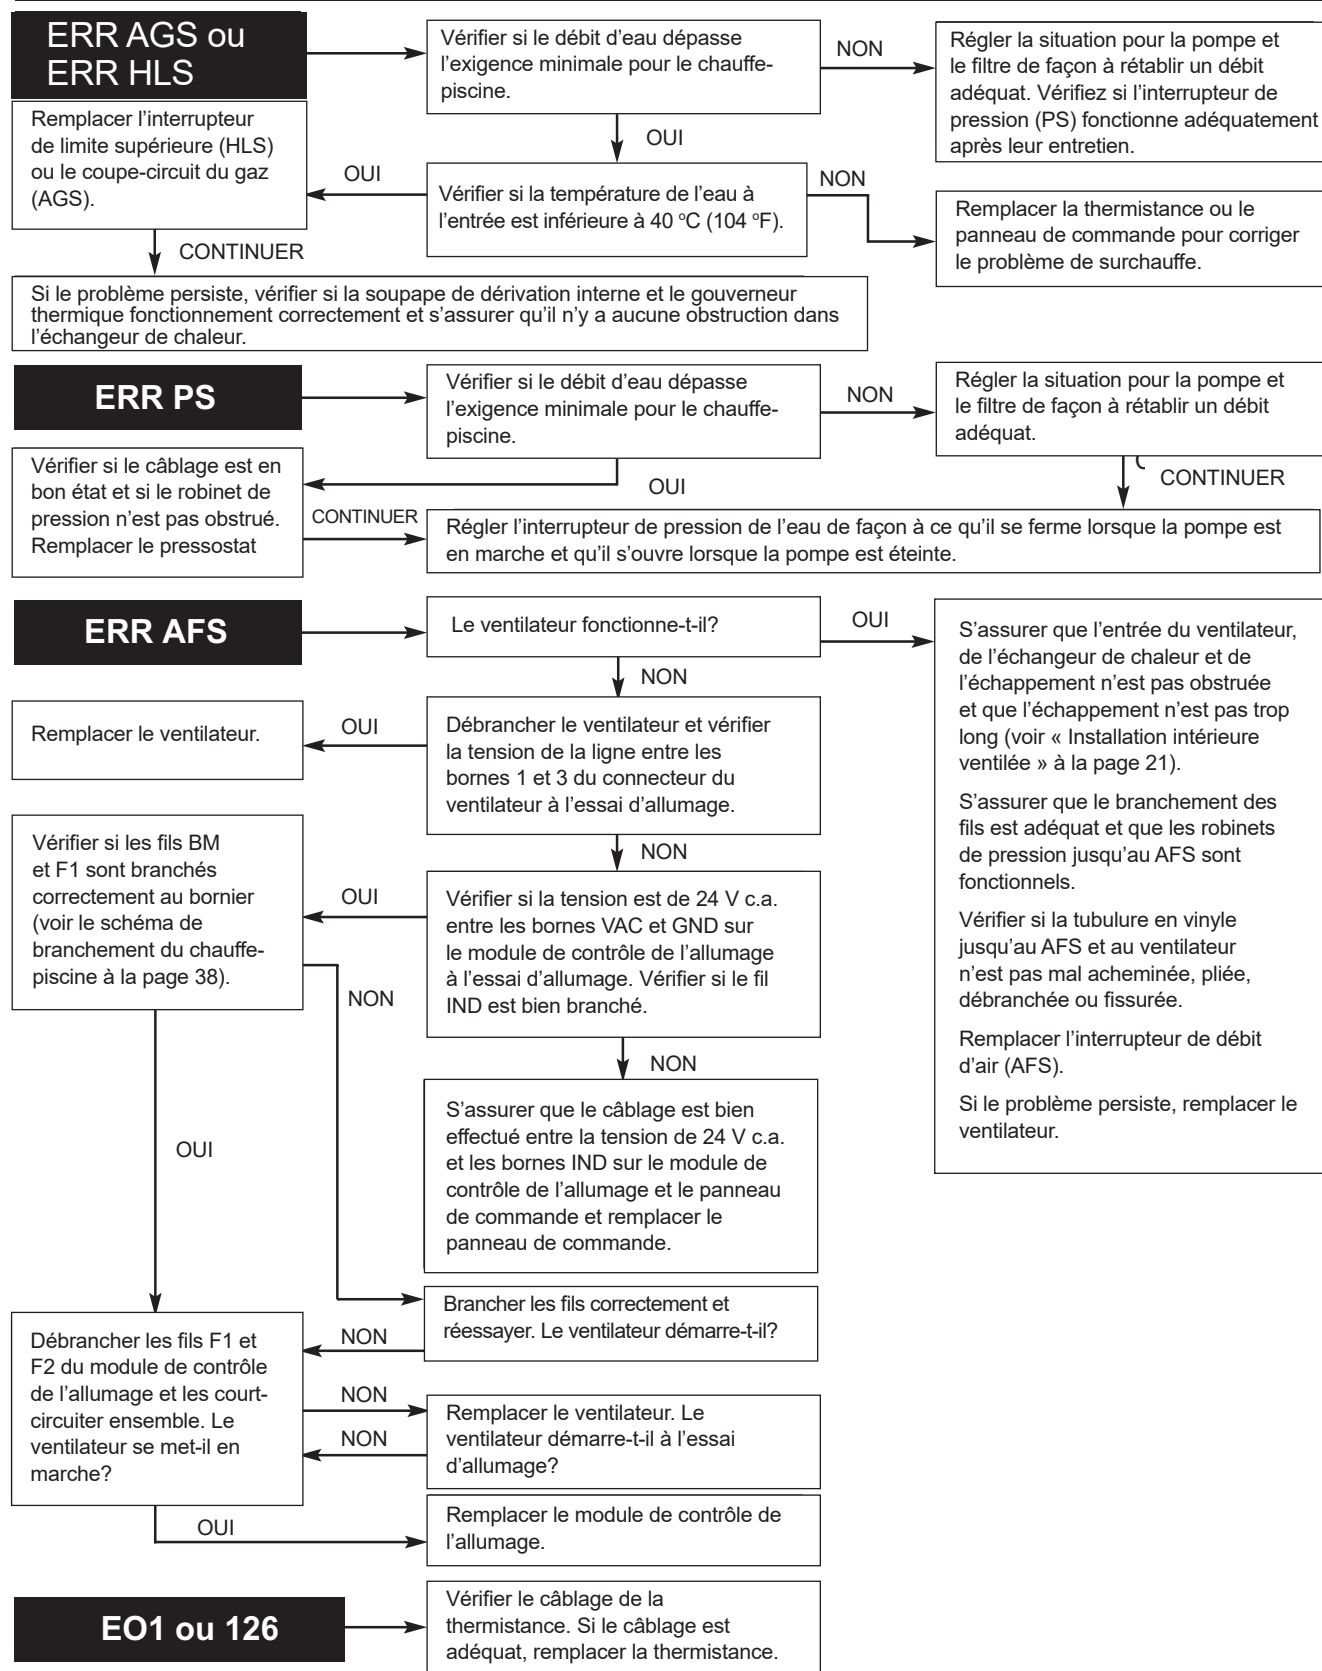 ERR AGS ou
ERR HLS
Vérifier si le débit d'eau dépasse
l'exigence minimale pour le chauffe-
piscine.
NON
Régler la situation pour la pompe et
le filtre de façon à rétablir un débit
adéquat. Vérifiez si l'interrupteur de
pression (PS) fonctionne adéquatement
après leur entretien.
OUI
Remplacer l'interrupteur
de limite supérieure (HLS)
ou le coupe-circuit du gaz
(AGS).
OUI
Vérifier si la température de l'eau à
l'entrée est inférieure à 40 °C (104 °F).
NON
Remplacer la thermistance ou le
panneau de commande pour corriger
le problème de surchauffe.
CONTINUER
Si le problème persiste, vérifier si la soupape de dérivation interne et le gouverneur
thermique fonctionnement correctement et s'assurer qu'il n'y a aucune obstruction dans
l'échangeur de chaleur.
ERR PS
Vérifier si le débit d'eau dépasse
l'exigence minimale pour le chauffe-
piscine.
NON
Régler la situation pour la pompe et
le filtre de façon à rétablir un débit
adéquat.
OUI
CONTINUER
Vérifier si le câblage est en
bon état et si le robinet de
pression n'est pas obstrué.
Remplacer le pressostat
CONTINUER
Régler l'interrupteur de pression de l'eau de façon à ce qu'il se ferme lorsque la pompe est
en marche et qu'il s'ouvre lorsque la pompe est éteinte.
ERR AFS
Le ventilateur fonctionne-t-il?
OUI
S'assurer que l'entrée du ventilateur,
de l'échangeur de chaleur et de
l'échappement n'est pas obstruée
et que l'échappement n'est pas trop
long (voir « Installation intérieure
ventilée » à la page 21).
S'assurer que le branchement des
fils est adéquat et que les robinets
de pression jusqu'au AFS sont
fonctionnels.
Vérifier si la tubulure en vinyle
jusqu'au AFS et au ventilateur
n'est pas mal acheminée, pliée,
débranchée ou fissurée.
Remplacer l'interrupteur de débit
d'air (AFS).
Si le problème persiste, remplacer le
ventilateur.
NON
Remplacer le ventilateur.
OUI
Débrancher le ventilateur et vérifier
la tension de la ligne entre les
bornes 1 et 3 du connecteur du
ventilateur à l'essai d'allumage.
NON
Vérifier si les fils BM
et F1 sont branchés
correctement au bornier
(voir le schéma de
branchement du chauffe-
piscine à la page 38).
OUI
Vérifier si la tension est de 24 V c.a.
entre les bornes VAC et GND sur
le module de contrôle de l'allumage
à l'essai d'allumage. Vérifier si le fil
IND est bien branché.
NON
NON
S'assurer que le câblage est bien
effectué entre la tension de 24 V c.a.
et les bornes IND sur le module de
contrôle de l'allumage et le panneau
de commande et remplacer le
panneau de commande.
OUI
Brancher les fils correctement et
réessayer. Le ventilateur démarre-t-il?
NON
Débrancher les fils F1 et
F2 du module de contrôle
de l'allumage et les court-
circuiter ensemble. Le
ventilateur se met-il en
marche?
NON
NON
Remplacer le ventilateur. Le
ventilateur démarre-t-il à l'essai
d'allumage?
OUI
Remplacer le module de contrôle de
l'allumage.
EO1 ou 126
Vérifier le câblage de la
thermistance. Si le câblage est
adéquat, remplacer la thermistance.